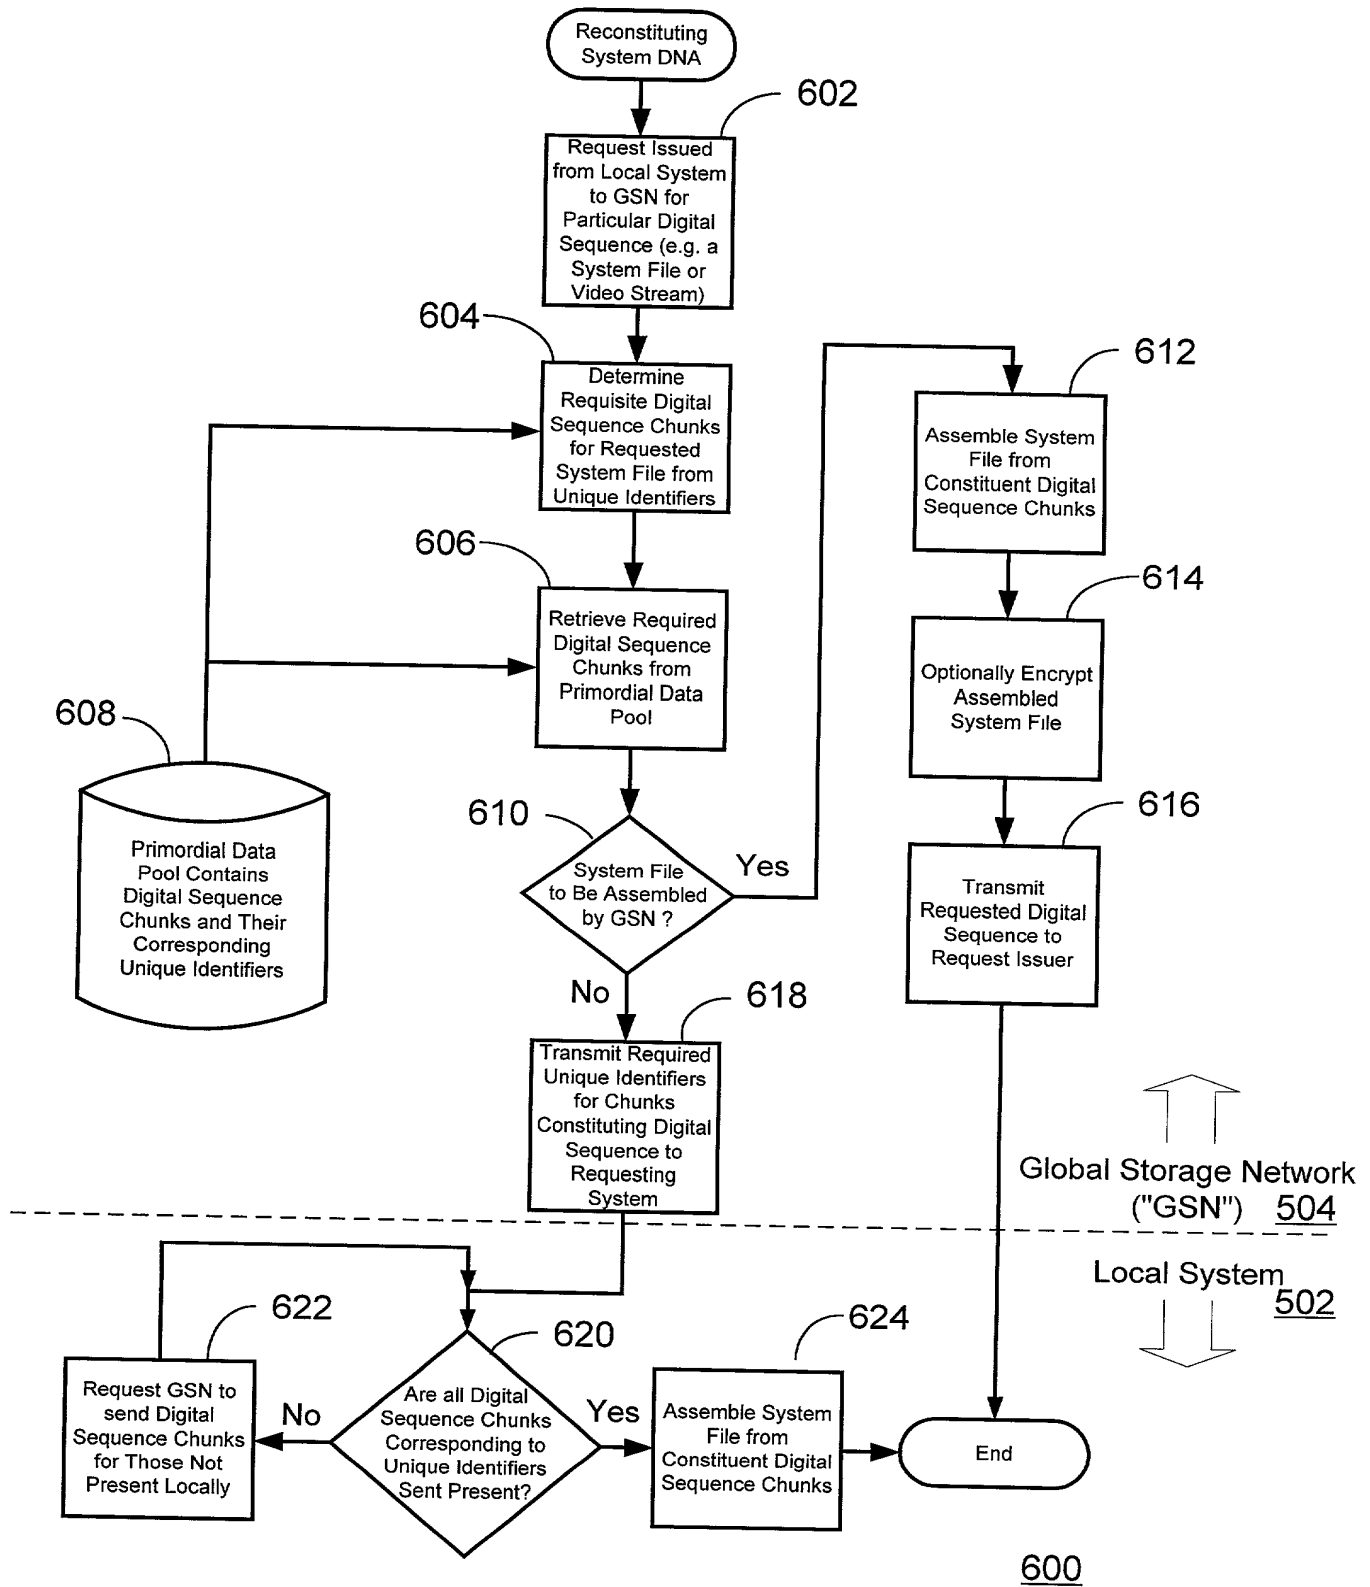 Reconstituting
System DNA
602
Request Issued
from Local System
to GSN for
Particular Digital
Sequence (e.g. a
System File or
Video Stream)
604
Determine
Requisite Digital
Sequence Chunks
for Requested
System File from
Unique Identifiers
606
Retrieve Required
Digital Sequence
Chunks from
Primordial Data
Pool
608
Primordial Data
Pool Contains
Digital Sequence
Chunks and Their
Corresponding
Unique Identifiers
610
System File
to Be Assembled
by GSN ?
Yes
No
612
Assemble System
File from
Constituent Digital
Sequence Chunks
614
Optionally Encrypt
Assembled
System File
616
Transmit
Requested Digital
Sequence to
Request Issuer
618
Transmit Required
Unique Identifiers
for Chunks
Constituting Digital
Sequence to
Requesting
System
Global Storage Network
("GSN") 504
Local System
502
622
Request GSN to
send Digital
Sequence Chunks
for Those Not
Present Locally
No
620
Are all Digital
Sequence Chunks
Corresponding to
Unique Identifiers
Sent Present?
Yes
624
Assemble System
File from
Constituent Digital
Sequence Chunks
End
600